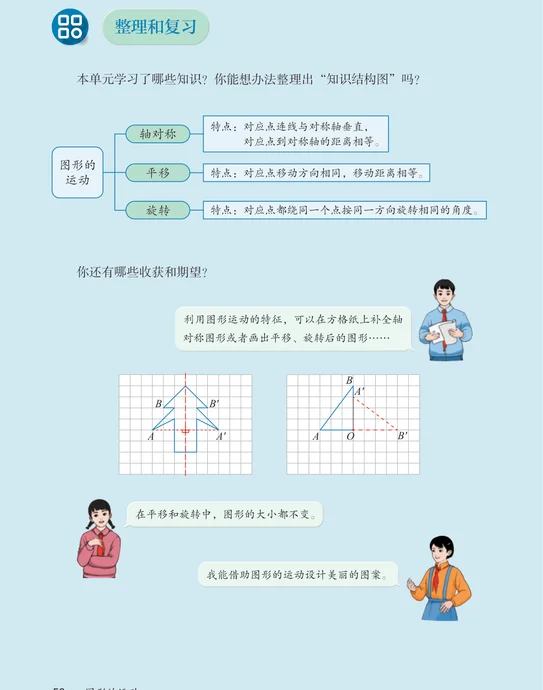 整理和复习
本单元学习了哪些知识？你能想办法整理出“知识结构图”吗？
图形的
运动
轴对称
特点：对应点连线与对称轴垂直，
对应点到对称轴的距离相等。
平移
特点：对应点移动方向相同，移动距离相等。
旋转
特点：对应点都绕同一个点按同一方向旋转相同的角度。
你还有哪些收获和期望？
利用图形运动的特征，可以在方格纸上补全轴
对称图形或者画出平移、旋转后的图形……
B B′
A A′
B
A′
A O B′
在平移和旋转中，图形的大小都不变。
我能借助图形的运动设计美丽的图案。